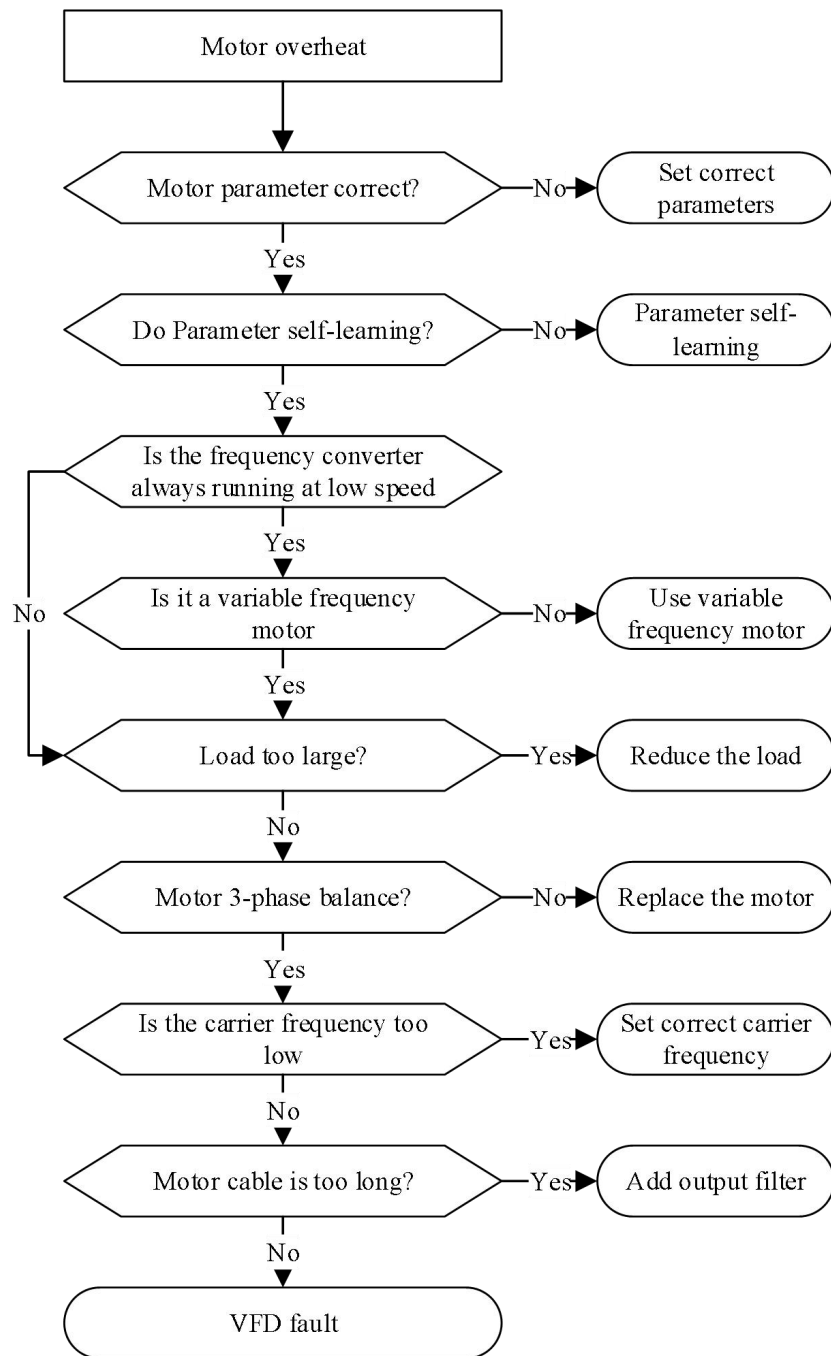 Motor overheat
Motor parameter correct?
No
Set correct
parameters
Yes
Do Parameter self-learning?
No
Parameter self-
learning
Yes
Is the frequency converter
always running at low speed
Yes
No
Is it a variable frequency
motor
No
Use variable
frequency motor
Yes
Load too large?
Yes
Reduce the load
No
Motor 3-phase balance?
No
Replace the motor
Yes
Is the carrier frequency too
low
Yes
Set correct carrier
frequency
No
Motor cable is too long?
Yes
Add output filter
No
VFD fault